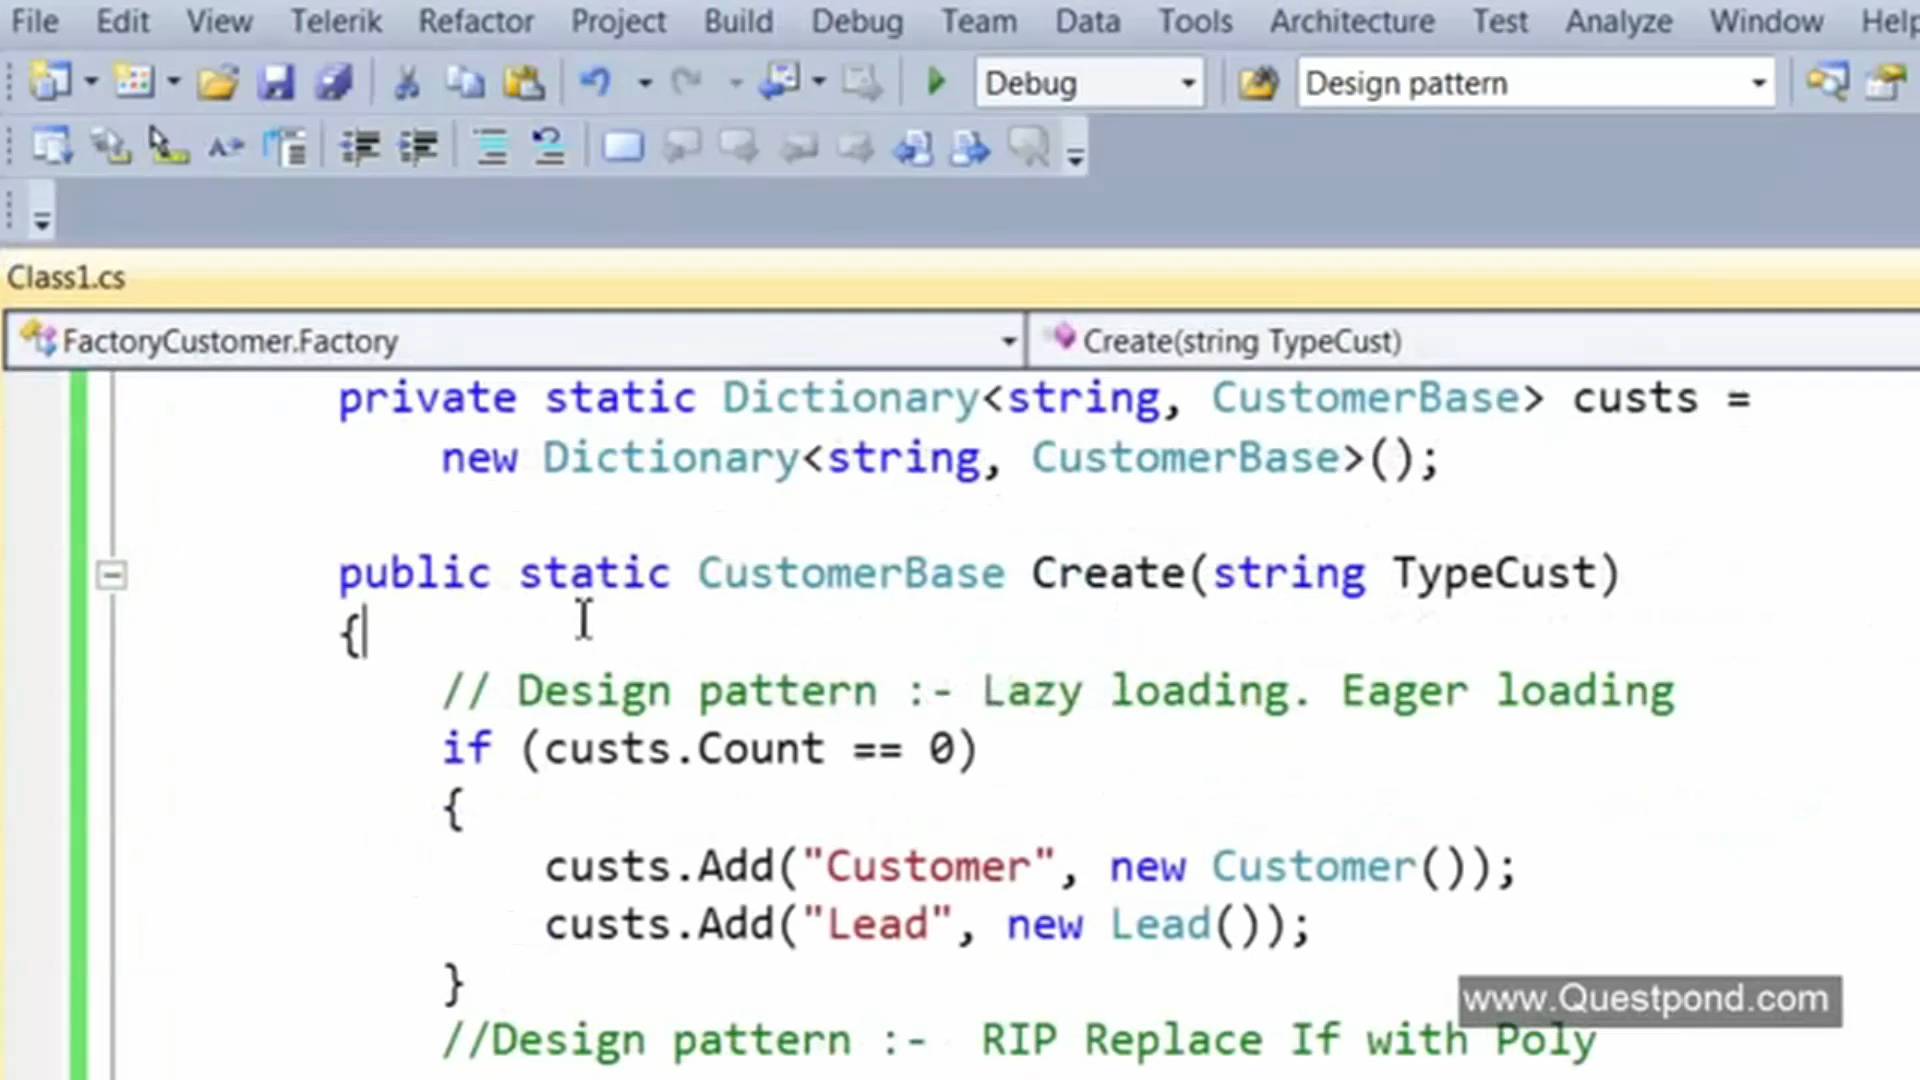 File Edit View Telerik Refactor Project Build Debug Team Data Tools Architecture Test Analyze Window Help
Debug Design pattern
Class1.cs
FactoryCustomer.Factory Create(string TypeCust)
private static Dictionary<string, CustomerBase> custs =
new Dictionary<string, CustomerBase>();
public static CustomerBase Create(string TypeCust)
{
// Design pattern :- Lazy loading. Eager loading
if (custs.Count == 0)
{
custs.Add("Customer", new Customer());
custs.Add("Lead", new Lead());
}
www.Questpond.com
//Design pattern :-  RIP Replace If with Poly